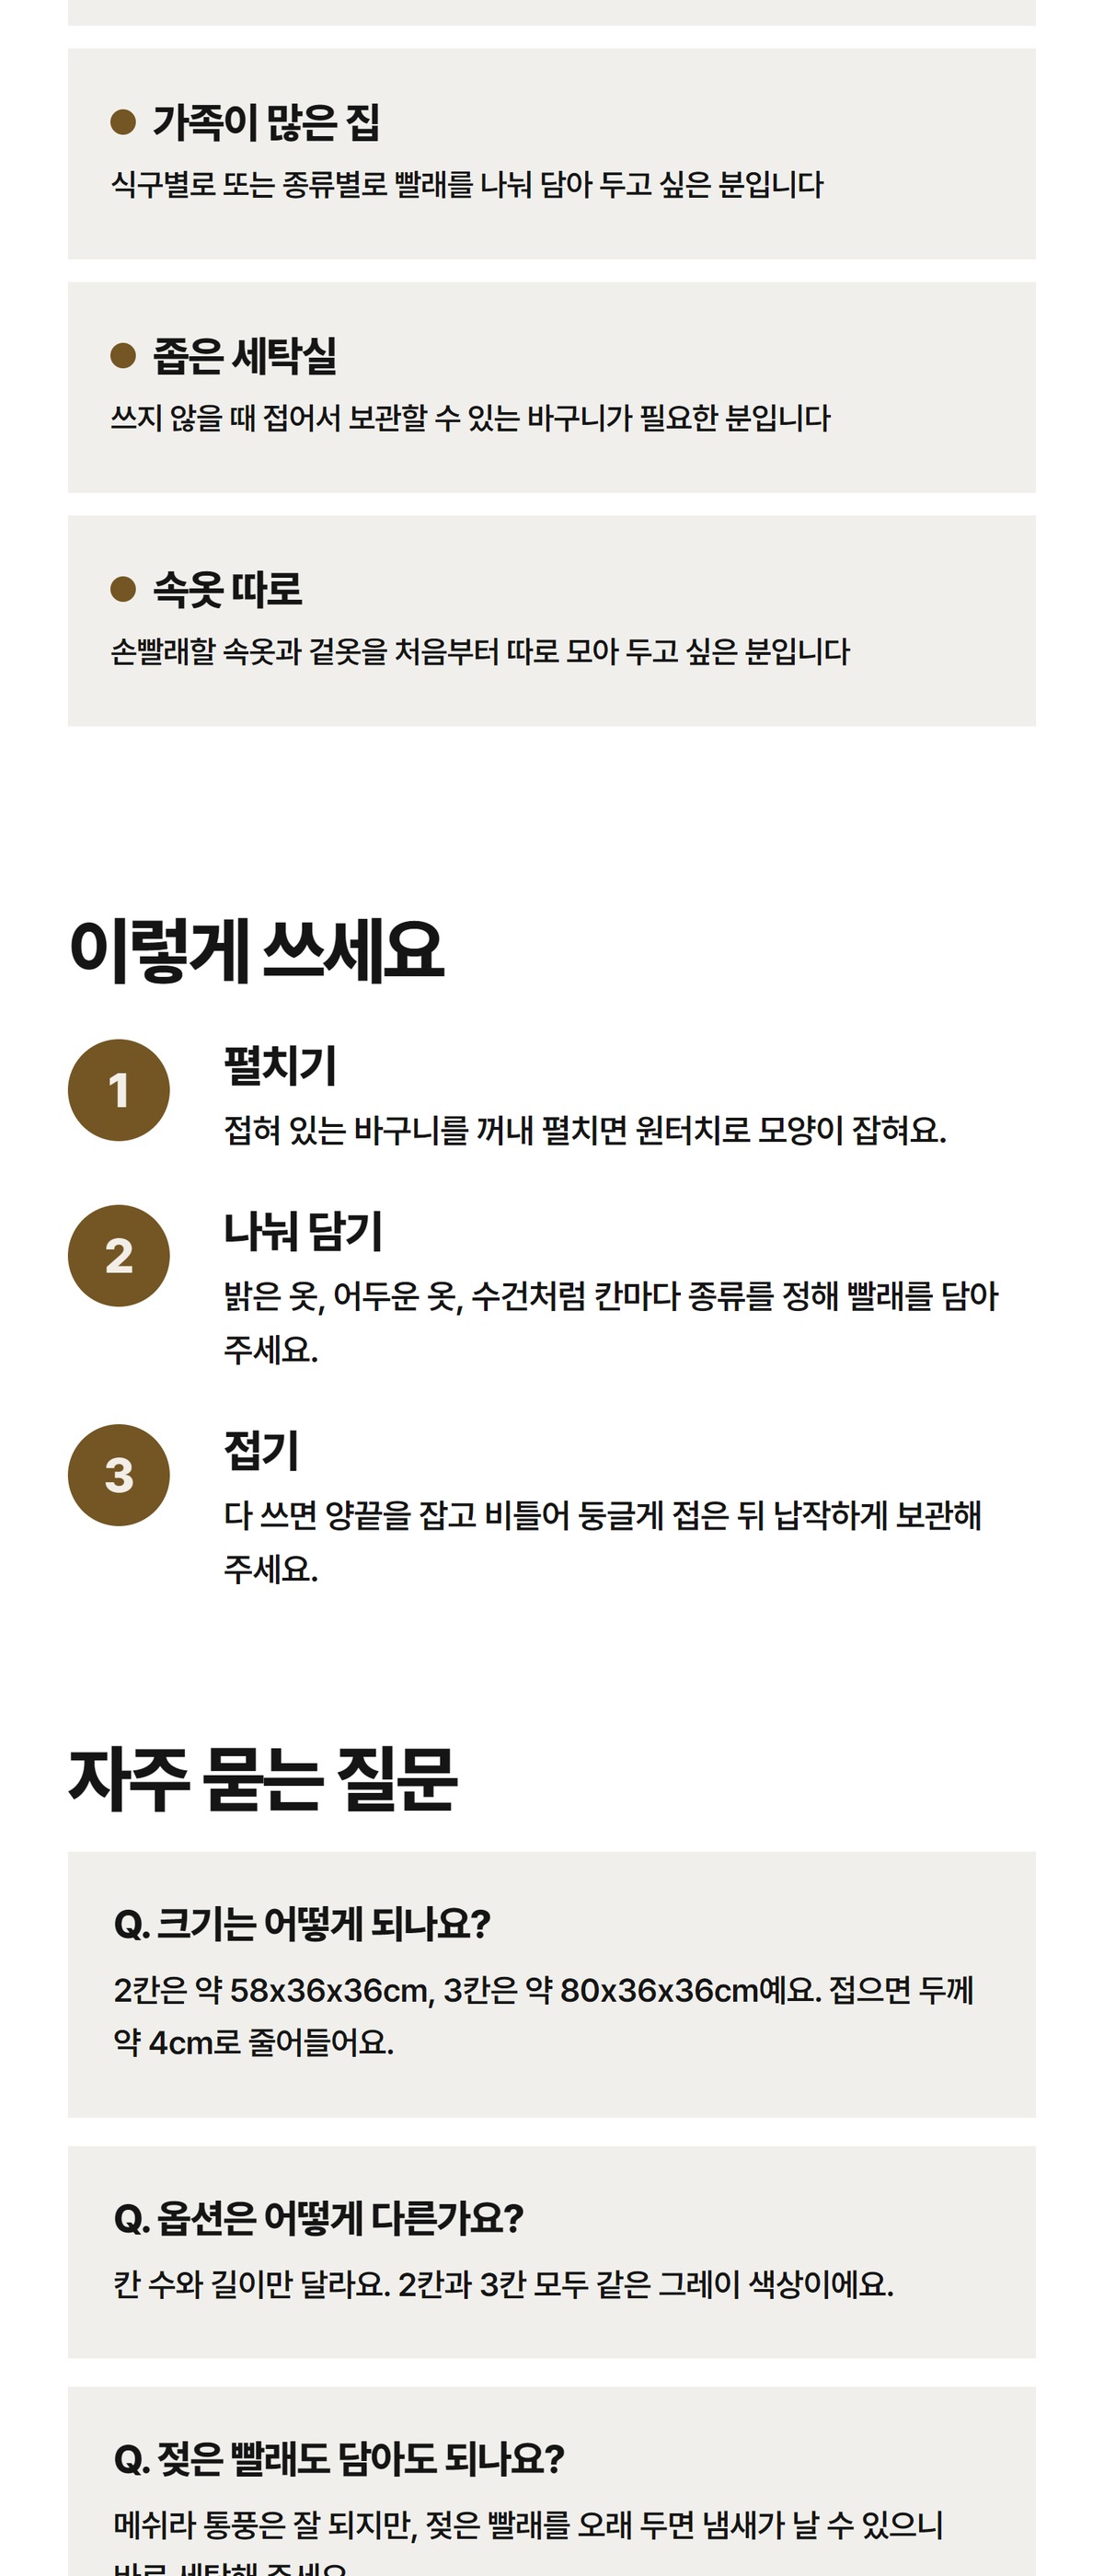 가족이 많은 집
식구별로 또는 종류별로 빨래를 나눠 담아 두고 싶은 분입니다
좁은 세탁실
쓰지 않을 때 접어서 보관할 수 있는 바구니가 필요한 분입니다
속옷 따로
손빨래할 속옷과 겉옷을 처음부터 따로 모아 두고 싶은 분입니다
이렇게 쓰세요
1
펼치기
접혀 있는 바구니를 꺼내 펼치면 원터치로 모양이 잡혀요.
2
나눠 담기
밝은 옷, 어두운 옷, 수건처럼 칸마다 종류를 정해 빨래를 담아
주세요.
3
접기
다 쓰면 양끝을 잡고 비틀어 둥글게 접은 뒤 납작하게 보관해
주세요.
자주 묻는 질문
Q. 크기는 어떻게 되나요?
2칸은 약 58x36x36cm, 3칸은 약 80x36x36cm예요. 접으면 두께
약 4cm로 줄어들어요.
Q. 옵션은 어떻게 다른가요?
칸 수와 길이만 달라요. 2칸과 3칸 모두 같은 그레이 색상이에요.
Q. 젖은 빨래도 담아도 되나요?
메쉬라 통풍은 잘 되지만, 젖은 빨래를 오래 두면 냄새가 날 수 있으니
바로 세탁해 주세요